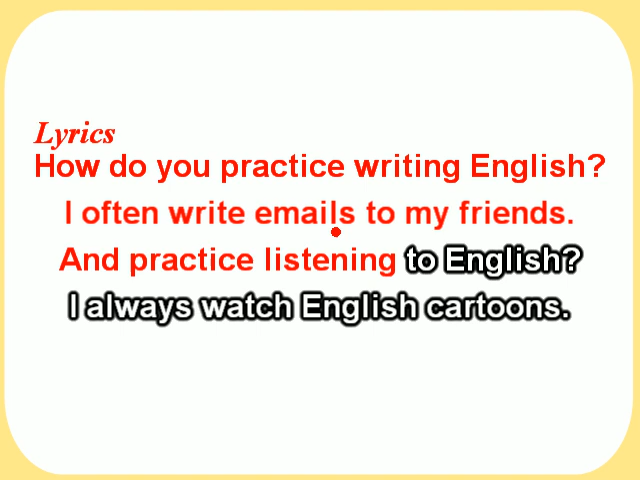 Lyrics
How do you practice writing English?
I often write emails to my friends.
And practice listening to English?
I always watch English cartoons.